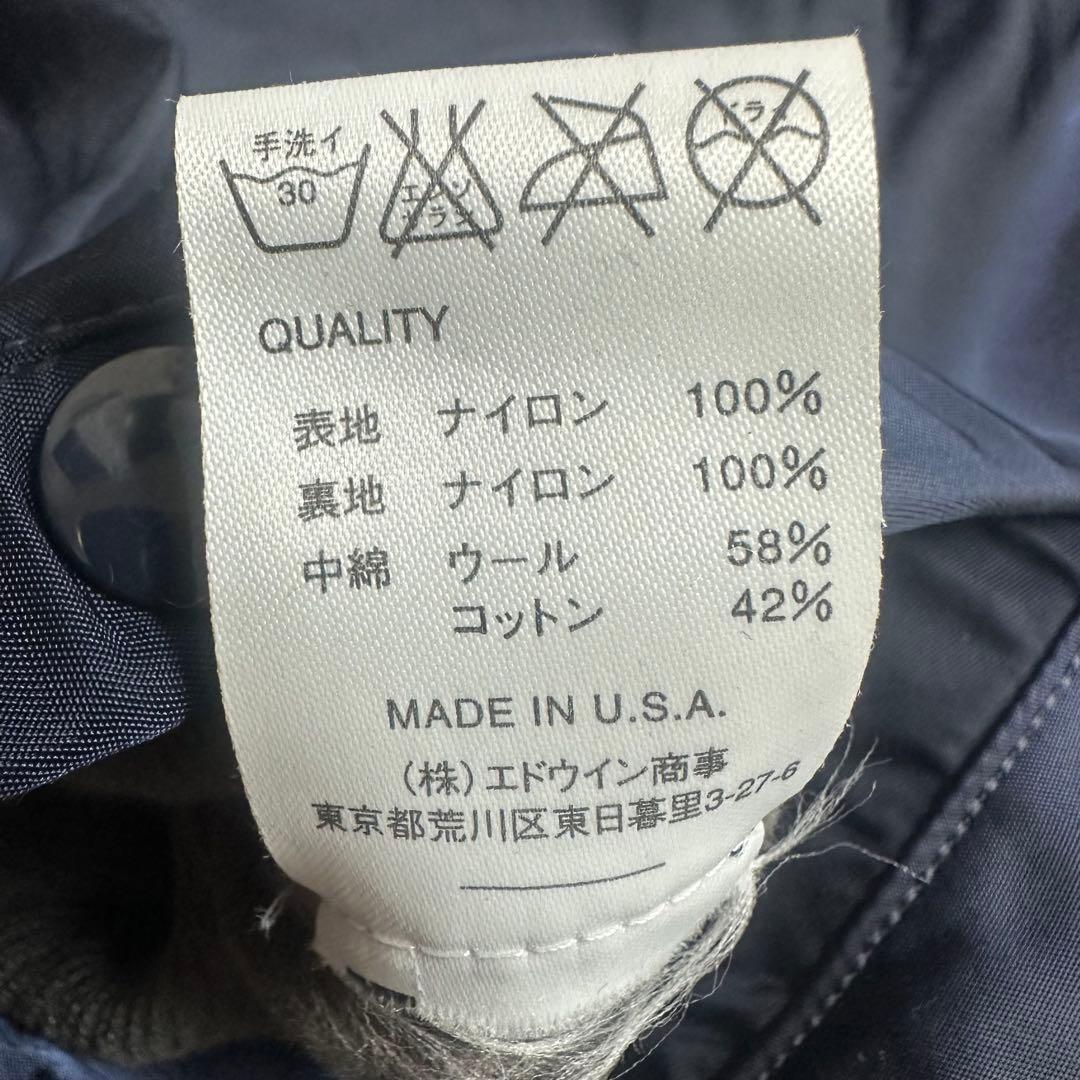 手洗イ
30
エンソ
サラシ
ドライ
QUALITY
表地 ナイロン 100%
裏地 ナイロン 100%
中綿 ウール 58%
コットン 42%
MADE IN U.S.A.
(株)エドウイン商事
東京都荒川区東日暮里3-27-6